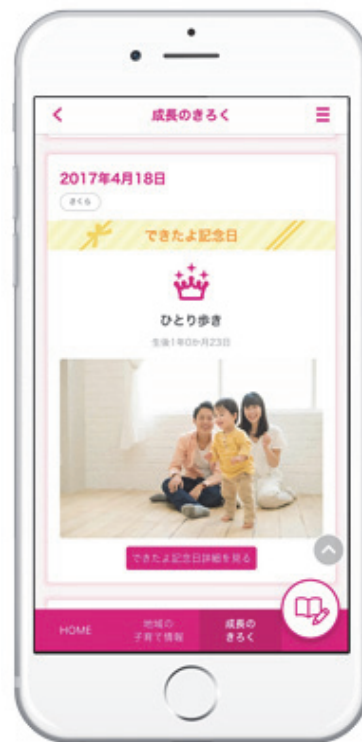 成長のきろく
2017年4月18日
さくら
できたよ記念日
ひとり歩き
生後1年0か月23日
できたよ記念日詳細を見る
HOME
地域の
子育て情報
成長の
きろく